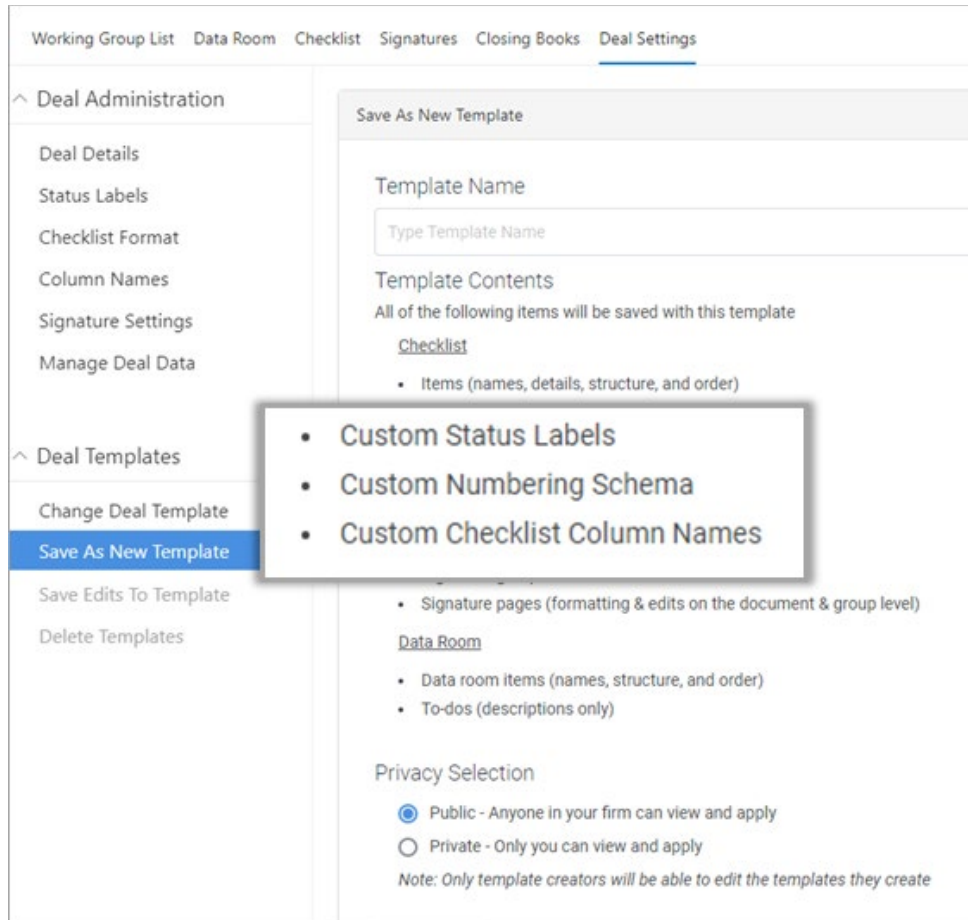 Working Group List Data Room Checklist Signatures Closing Books Deal Settings
Deal Administration
Deal Details
Status Labels
Checklist Format
Column Names
Signature Settings
Manage Deal Data
Deal Templates
Change Deal Template
Save As New Template
Save Edits To Template
Delete Templates
Save As New Template
Template Name
Type Template Name
Template Contents
All of the following items will be saved with this template
Checklist
• Items (names, details, structure, and order)
• Custom Status Labels
• Custom Numbering Schema
• Custom Checklist Column Names
• Signature pages (formatting & edits on the document & group level)
Data Room
• Data room items (names, structure, and order)
• To-dos (descriptions only)
Privacy Selection
Public - Anyone in your firm can view and apply
Private - Only you can view and apply
Note: Only template creators will be able to edit the templates they create